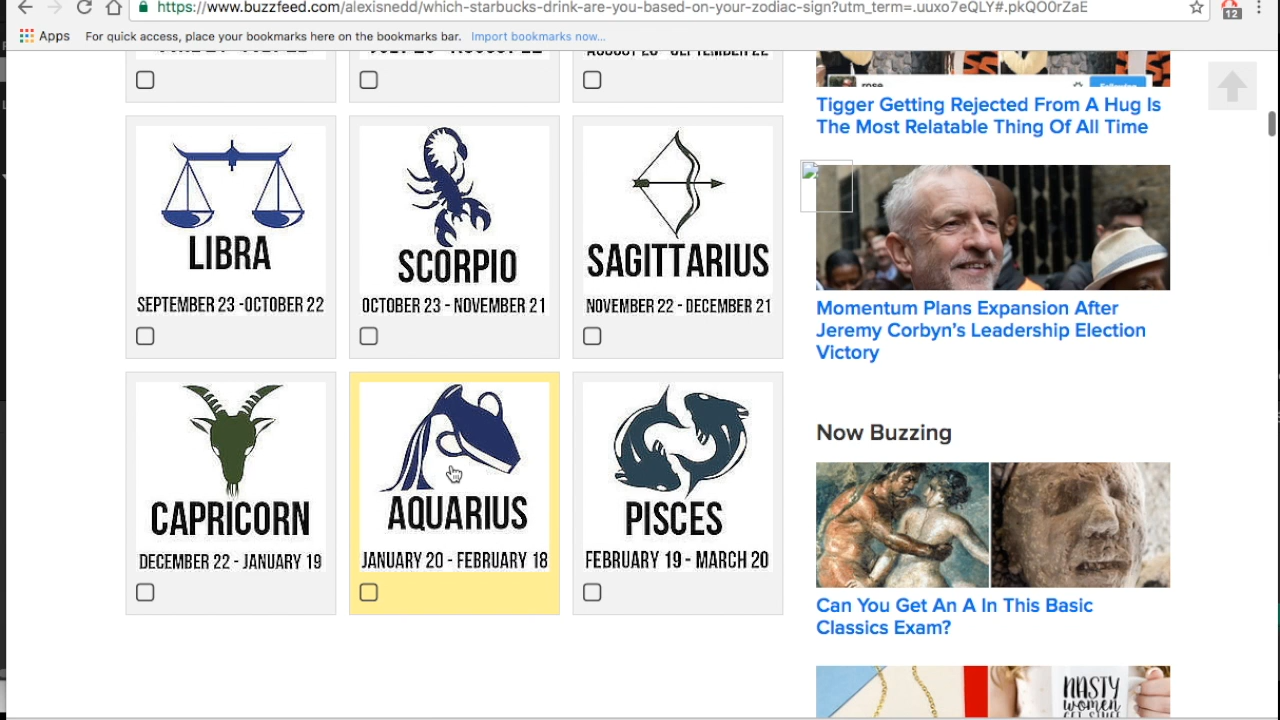 https://www.buzzfeed.com/alexisnedd/which-starbucks-drink-are-you-based-on-your-zodiac-sign?utm_term=.uuxo7eQLY#.pkQO0rZaE
12
Apps
For quick access, place your bookmarks here on the bookmarks bar.
Import bookmarks now...
LIBRA
SEPTEMBER 23 -OCTOBER 22
SCORPIO
OCTOBER 23 - NOVEMBER 21
SAGITTARIUS
NOVEMBER 22 - DECEMBER 21
CAPRICORN
DECEMBER 22 - JANUARY 19
AQUARIUS
JANUARY 20 - FEBRUARY 18
PISCES
FEBRUARY 19 - MARCH 20
Tigger Getting Rejected From A Hug Is
The Most Relatable Thing Of All Time
Momentum Plans Expansion After
Jeremy Corbyn's Leadership Election
Victory
Now Buzzing
Can You Get An A In This Basic
Classics Exam?
NASTY
women